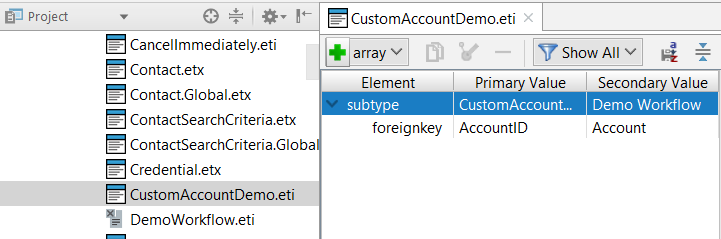 Project
CancelImmediately.eti
Contact.etx
Contact.Global.etx
ContactSearchCriteria.etx
ContactSearchCriteria.Global
Credential.etx
CustomAccountDemo.eti
DemoWorkflow.eti
CustomAccountDemo.eti
array
Show All
Element Primary Value Secondary Value
subtype CustomAccount... Demo Workflow
foreignkey AccountID Account